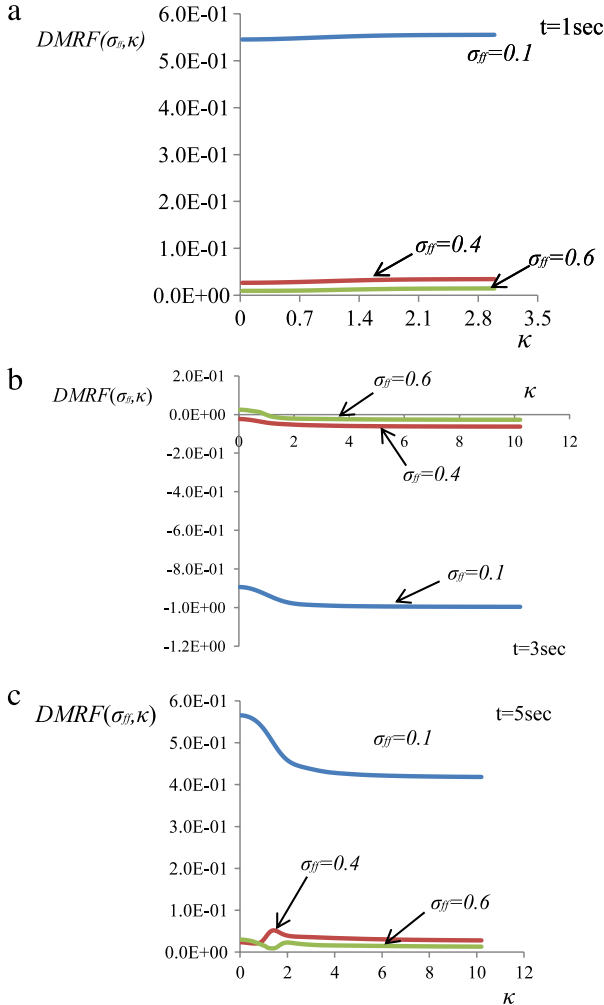 a
DMRF(σff,κ)
t=1sec
6.0E-01
5.0E-01
4.0E-01
3.0E-01
2.0E-01
1.0E-01
0.0E+00
σff=0.1
σff=0.4
σff=0.6
0 0.7 1.4 2.1 2.8 3.5
κ
b
DMRF(σff,κ)
2.0E-01
0.0E+00
-2.0E-01
-4.0E-01
-6.0E-01
-8.0E-01
-1.0E+00
-1.2E+00
σff=0.6
κ
0 2 4 6 8 10 12
σff=0.4
σff=0.1
t=3sec
c
DMRF(σff,κ)
t=5sec
6.0E-01
5.0E-01
4.0E-01
3.0E-01
2.0E-01
1.0E-01
0.0E+00
σff=0.1
σff=0.4
σff=0.6
0 2 4 6 8 10 12
κ